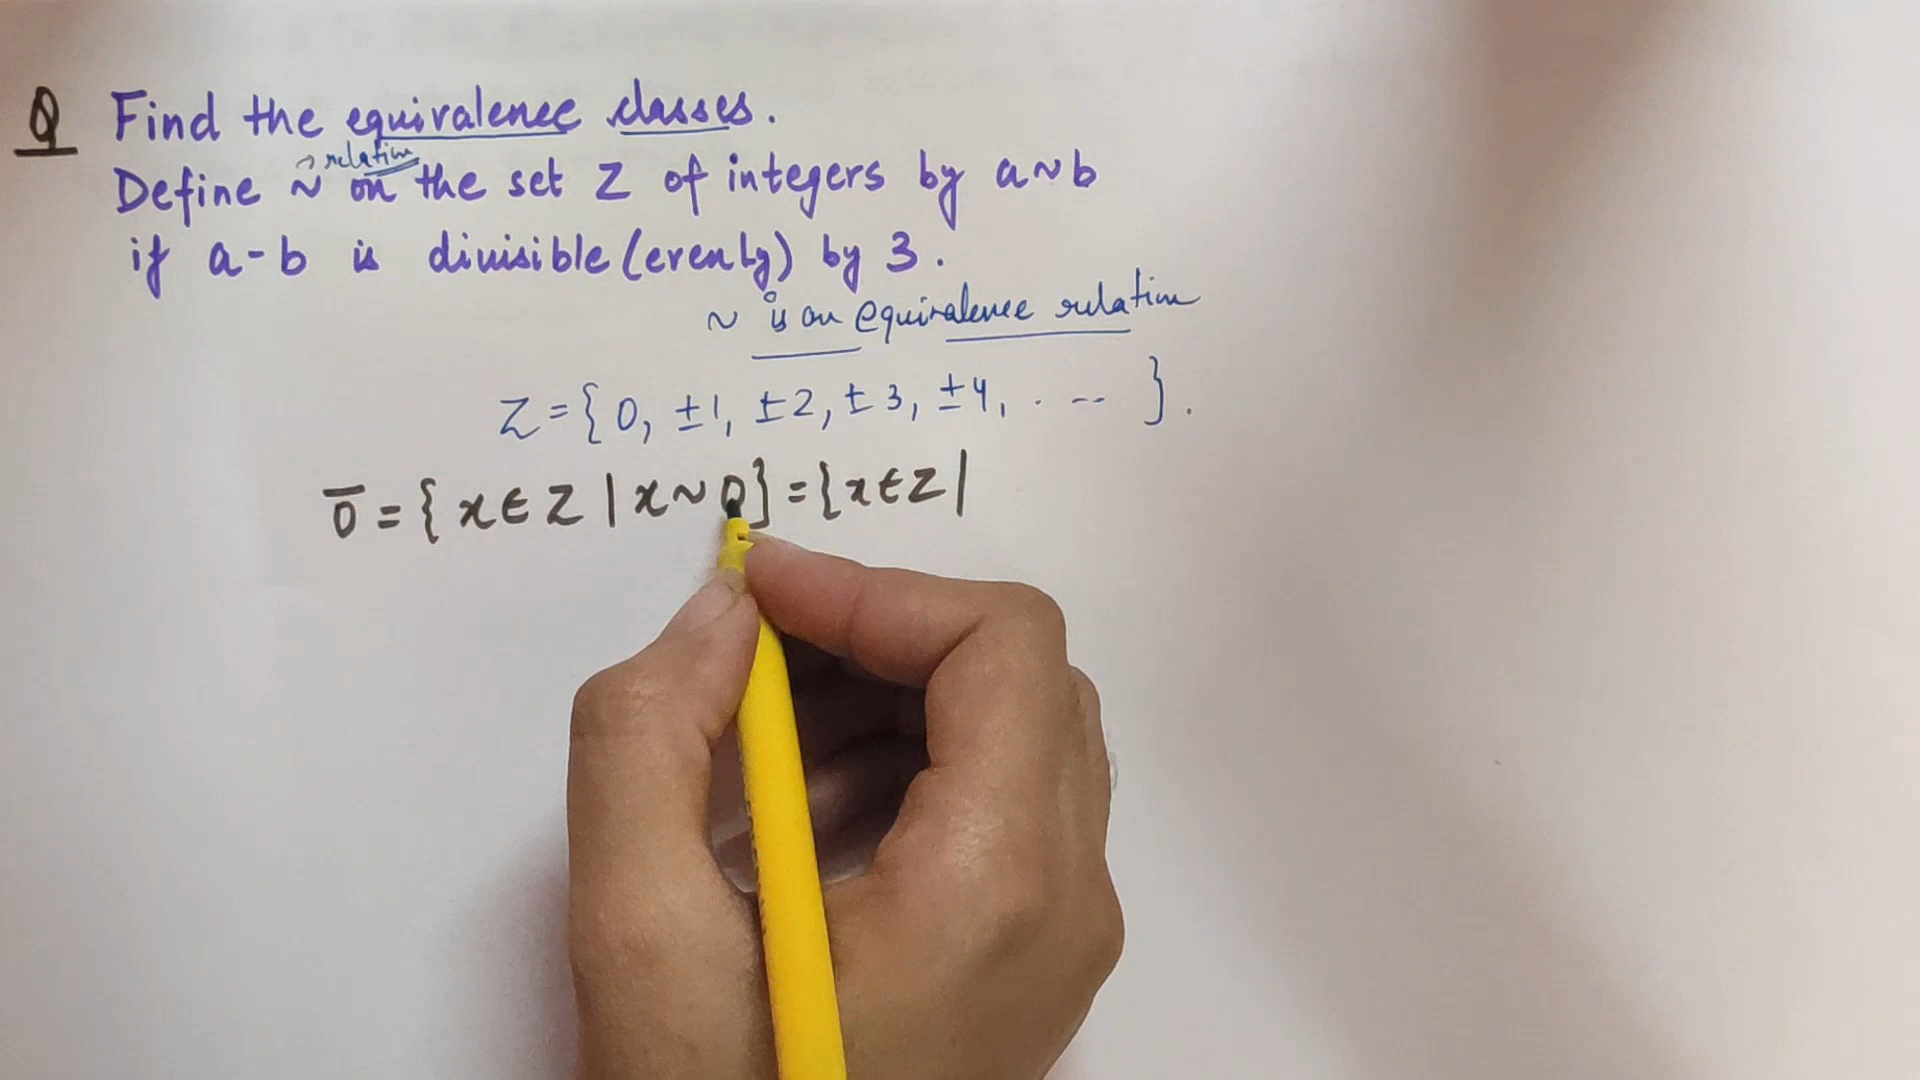 Q Find the equivalence classes.
→ relation
Define ~ on the set Z of integers by a~b
if a-b is divisible (evenly) by 3.
~ is an equivalence relation
Z = { 0, ±1, ±2, ±3, ±4, . -- }.
0̅ = { x ∈ Z | x ~ 0 } = { x ∈ Z |